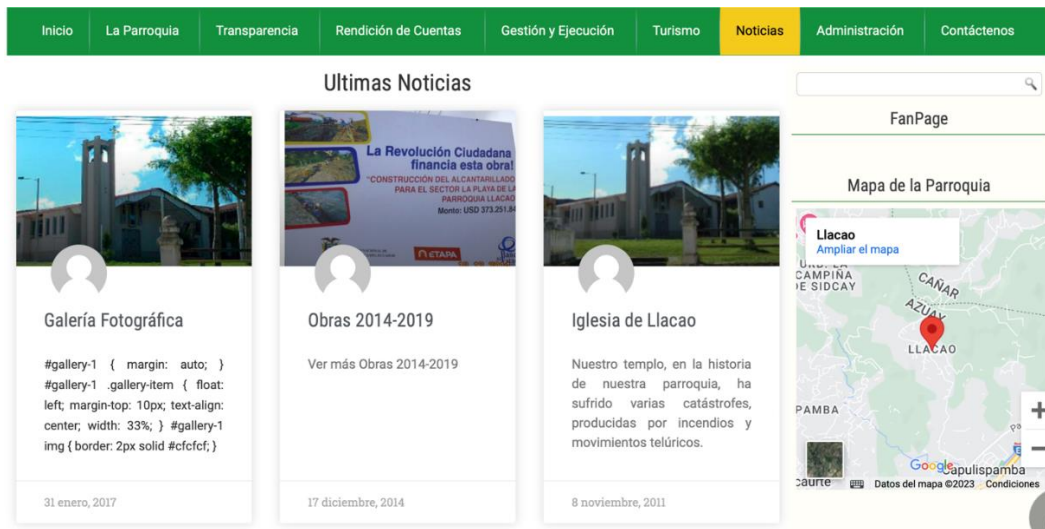 Inicio La Parroquia Transparencia Rendición de Cuentas Gestión y Ejecución Turismo Noticias Administración Contáctenos
Ultimas Noticias
La Revolución Ciudadana
financia esta obra!
"CONSTRUCCIÓN DEL ALCANTARILLADO
PARA EL SECTOR LA PLAYA DE LA
PARROQUIA LLACAO
Monto: USD 373.251.84
ETAPA
Galería Fotográfica
#gallery-1 { margin: auto; }
#gallery-1 .gallery-item { float:
left; margin-top: 10px; text-align:
center; width: 33%; } #gallery-1
img { border: 2px solid #cfcfcf; }
31 enero, 2017
Obras 2014-2019
Ver más Obras 2014-2019
17 diciembre, 2014
Iglesia de Llacao
Nuestro templo, en la historia
de nuestra parroquia, ha
sufrido varias catástrofes,
producidas por incendios y
movimientos telúricos.
8 noviembre, 2011
FanPage
Mapa de la Parroquia
Llacao
Ampliar el mapa
CAMPIÑA
DE SIDCAY
CAÑAR
AZUAY
LLACAO
PAMBA
+
−
Google
Capulispamba
caurte
Datos del mapa ©2023 Condiciones